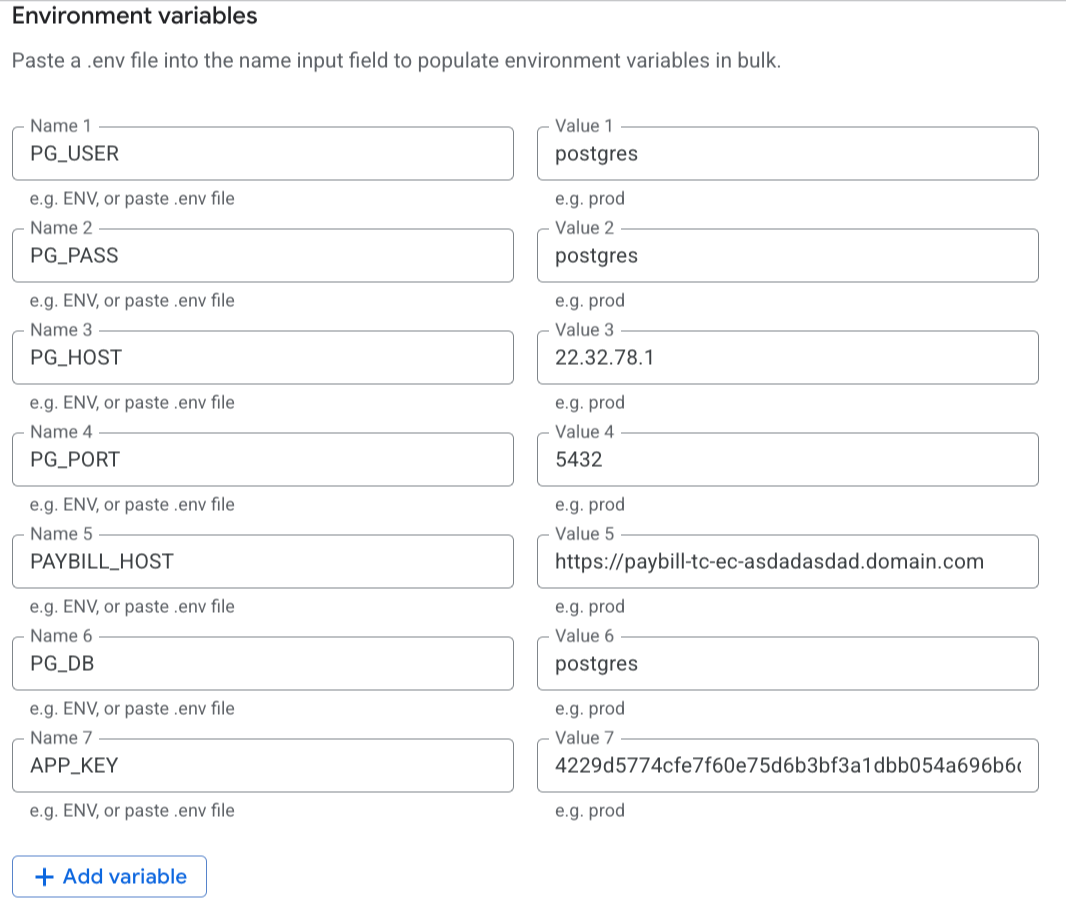 Environment variables
Paste a .env file into the name input field to populate environment variables in bulk.
Name 1 Value 1
PG_USER postgres
e.g. ENV, or paste .env file e.g. prod
Name 2 Value 2
PG_PASS postgres
e.g. ENV, or paste .env file e.g. prod
Name 3 Value 3
PG_HOST 22.32.78.1
e.g. ENV, or paste .env file e.g. prod
Name 4 Value 4
PG_PORT 5432
e.g. ENV, or paste .env file e.g. prod
Name 5 Value 5
PAYBILL_HOST https://paybill-tc-ec-asdadasdad.domain.com
e.g. ENV, or paste .env file e.g. prod
Name 6 Value 6
PG_DB postgres
e.g. ENV, or paste .env file e.g. prod
Name 7 Value 7
APP_KEY 4229d5774cfe7f60e75d6b3bf3a1dbb054a696b6
e.g. ENV, or paste .env file e.g. prod
+ Add variable